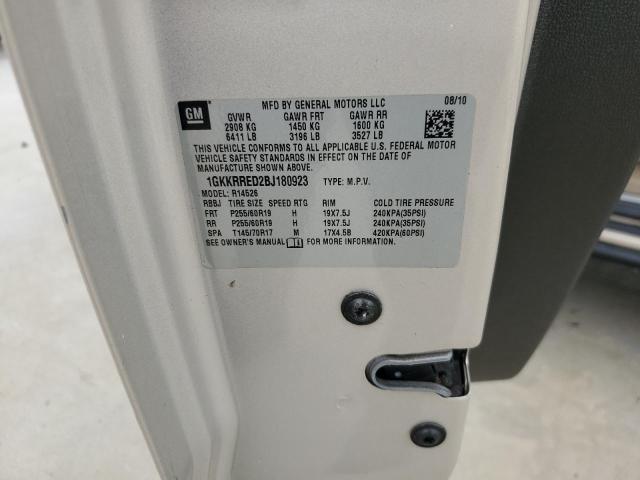 GM
MFD BY GENERAL MOTORS LLC 08/10
GVWR GAWR FRT GAWR RR
2908 KG 1450 KG 1600 KG
6411 LB 3196 LB 3527 LB
THIS VEHICLE CONFORMS TO ALL APPLICABLE U.S. FEDERAL MOTOR
VEHICLE SAFETY STANDARDS IN EFFECT ON THE DATE OF
MANUFACTURE SHOWN ABOVE.
1GKKRRED2BJ180923 TYPE: M.P.V.
R14526
RBBJ TIRE SIZE SPEED RTG RIM COLD TIRE PRESSURE
FRT P255/60R19 H 19X7.5J 240KPA(35PSI)
RR P255/60R19 H 19X7.5J 240KPA(35PSI)
SPA T145/70R17 M 17X4.5B 420KPA(60PSI)
SEE OWNER'S MANUAL FOR MORE INFORMATION.